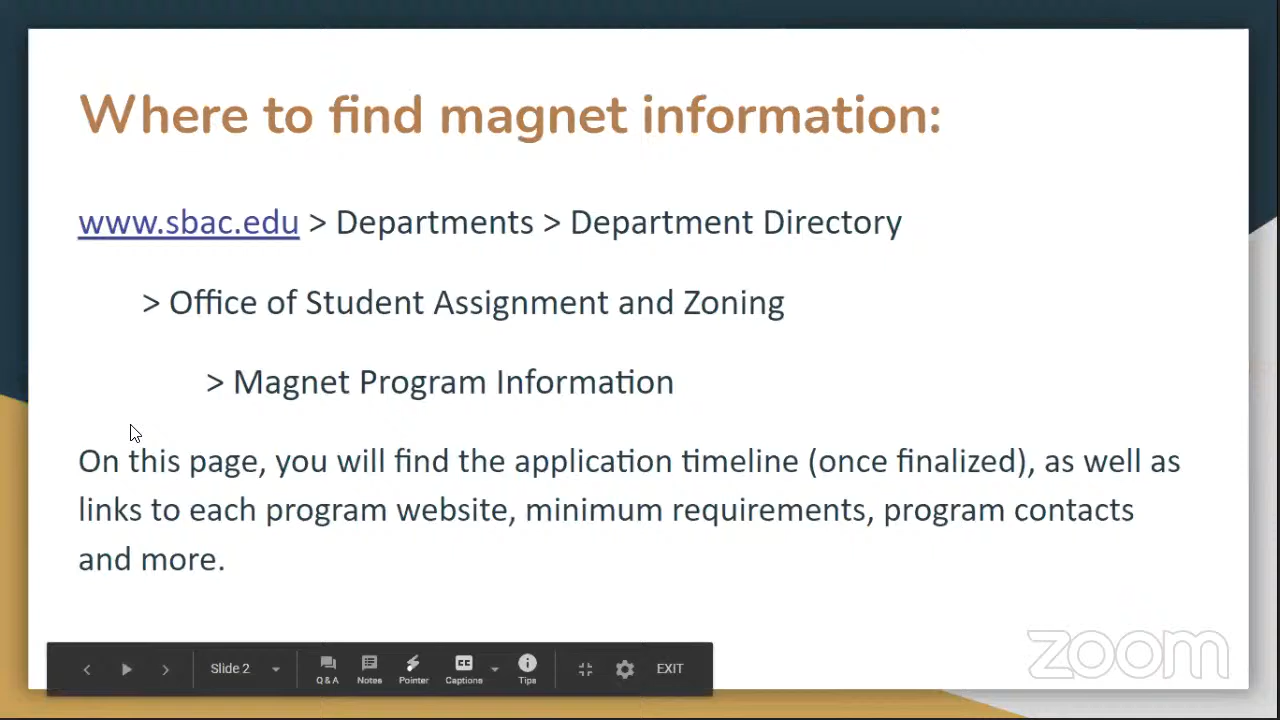 Where to find magnet information:
www.sbac.edu > Departments > Department Directory
> Office of Student Assignment and Zoning
> Magnet Program Information
On this page, you will find the application timeline (once finalized), as well as
links to each program website, minimum requirements, program contacts
and more.
Slide 2
Q & A
Notes
Pointer
CC
Captions
Tips
EXIT
zoom